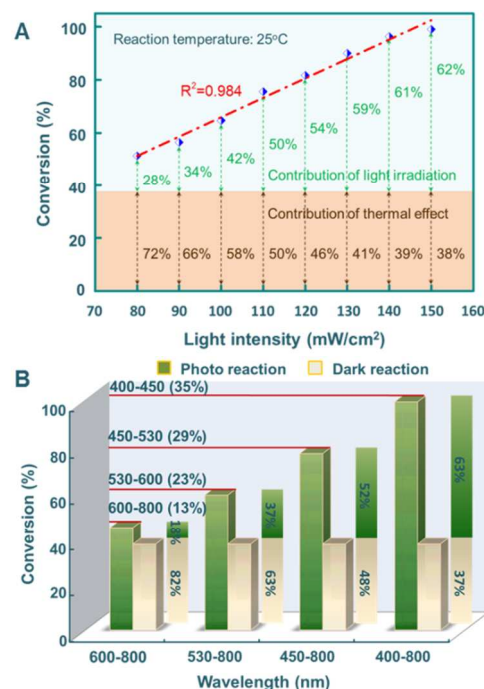 A
Reaction temperature: 25°C
R²=0.984
28% 34% 42% 50% 54% 59% 61% 62%
Contribution of light irradiation
Contribution of thermal effect
72% 66% 58% 50% 46% 41% 39% 38%
Conversion (%)
100
80
60
40
20
0
70 80 90 100 110 120 130 140 150 160
Light intensity (mW/cm²)
B
Photo reaction Dark reaction
400-450 (35%)
450-530 (29%)
530-600 (23%)
600-800 (13%)
Conversion (%)
100
80
60
40
20
0
18% 37% 52% 63%
82% 63% 48% 37%
600-800 530-800 450-800 400-800
Wavelength (nm)